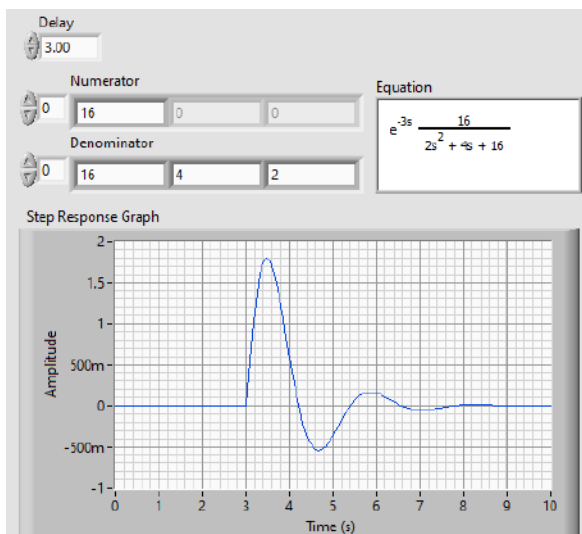 Delay
3.00
Numerator
0 16 0 0
Denominator
0 16 4 2
Equation
e^-3s 16
2s^2 + 4s + 16
Step Response Graph
Amplitude
2
1.5
1
500m
0
-500m
-1
0 1 2 3 4 5 6 7 8 9 10
Time (s)